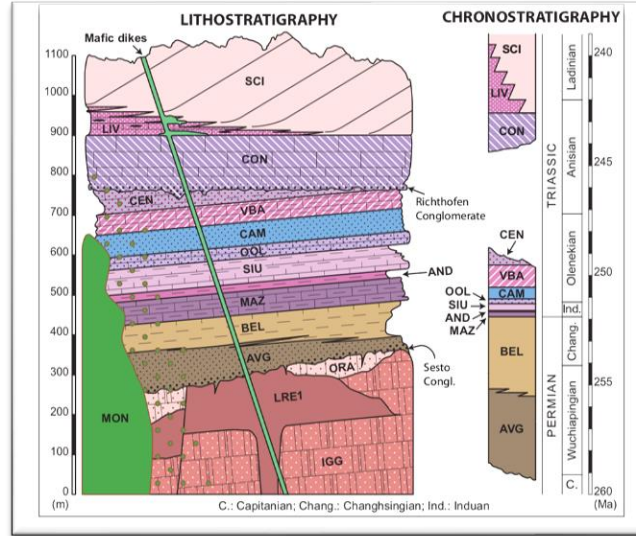 LITHOSTRATIGRAPHY
CHRONOSTRATIGRAPHY
Mafic dikes
1100
1000
900
800
700
600
500
400
300
200
100
0
(m)
SCI
LIV
CON
CEN
VBA
CAM
OOL
SIU
MAZ
BEL
AVG
ORA
LRE1
MON
IGG
Richthofen
Conglomerate
AND
Sesto
Congl.
C.: Capitanian; Chang.: Changhsingian; Ind.: Induan
SCI
LIV
CON
CEN
VBA
OOL
CAM
SIU
AND
MAZ
BEL
AVG
TRIASSIC
PERMIAN
Ladinian
Anisian
Olenekian
Ind.
Chang.
Wuchiapingian
C.
240
245
250
255
260
(Ma)